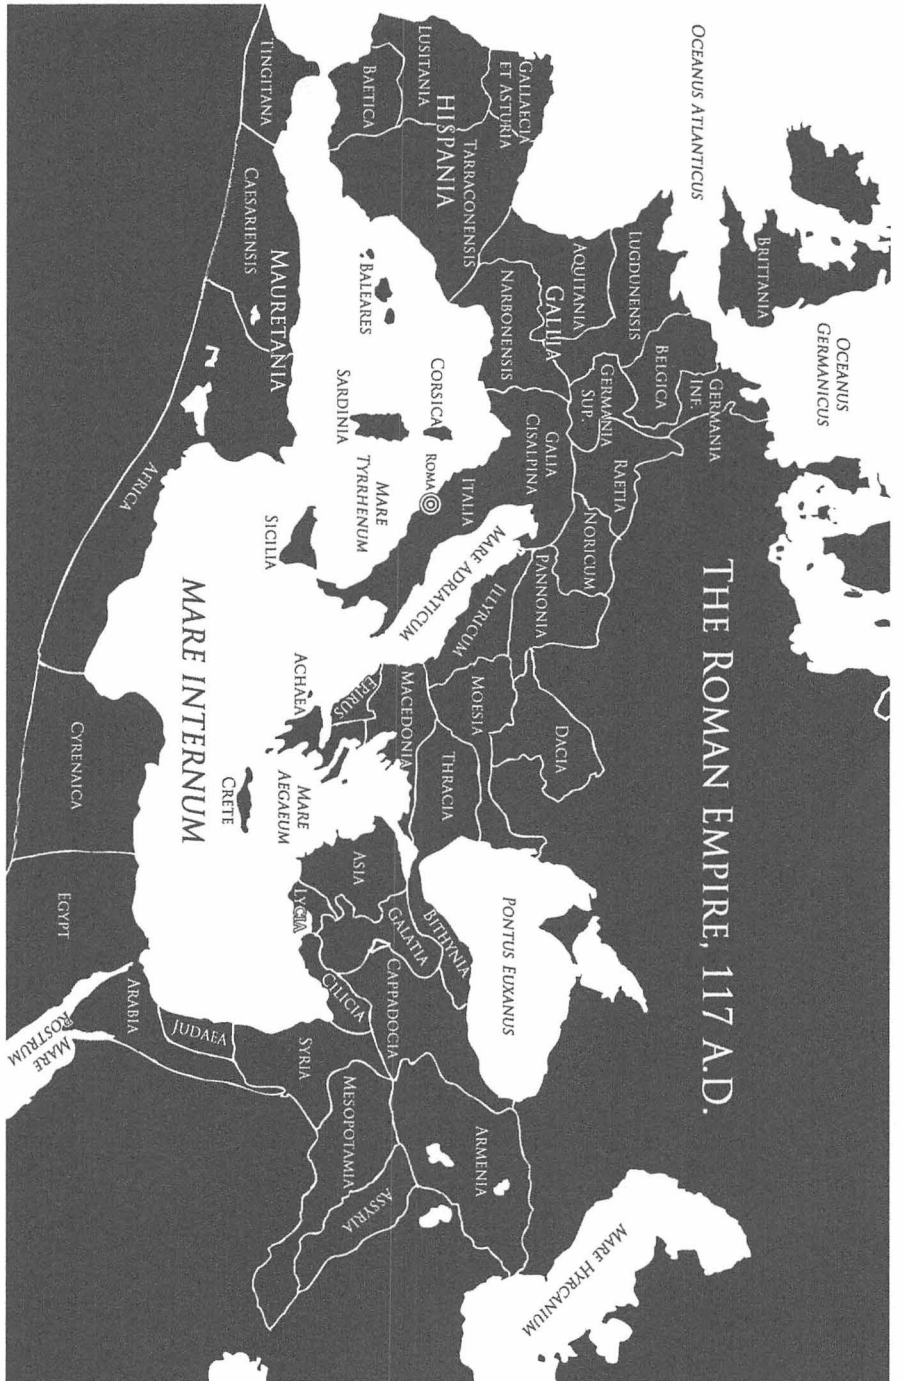 THE ROMAN EMPIRE, 117 A.D.
OCEANUS ATLANTICUS
BRITTANIA
OCEANUS
GERMANICUS
GALLAECIA
ET ASTURIA
LUSITANIA
HISPANIA
TARRACONENSIS
BAETICA
LUGDUNENSIS
AQUITANIA
GALLIA
NARBONENSIS
BELGICA
GERMANIA
INF.
GERMANIA
SUP.
RAETIA
NORICUM
GALIA
CISALPINA
ITALIA
ROMA
CORSICA
SARDINIA
BALEARES
MARE
TYRRHENUM
SICILIA
MARE ADRIATICUM
PANNONIA
ILLYRICUM
DACIA
MOESIA
THRACIA
MACEDONIA
EPIRUS
ACHAEA
MARE
AEGAEUM
CRETE
MARE INTERNUM
PONTUS EUXANUS
BITHYNIA
GALATIA
ASIA
LYCIA
CILICIA
CAPPADOCIA
ARMENIA
MARE HYRCANIUM
ASSYRIA
MESOPOTAMIA
SYRIA
JUDAEA
ARABIA
MARE
ROSTRUM
EGYPT
CYRENAICA
AFRICA
MAURETANIA
CAESARIENSIS
TINGITANA